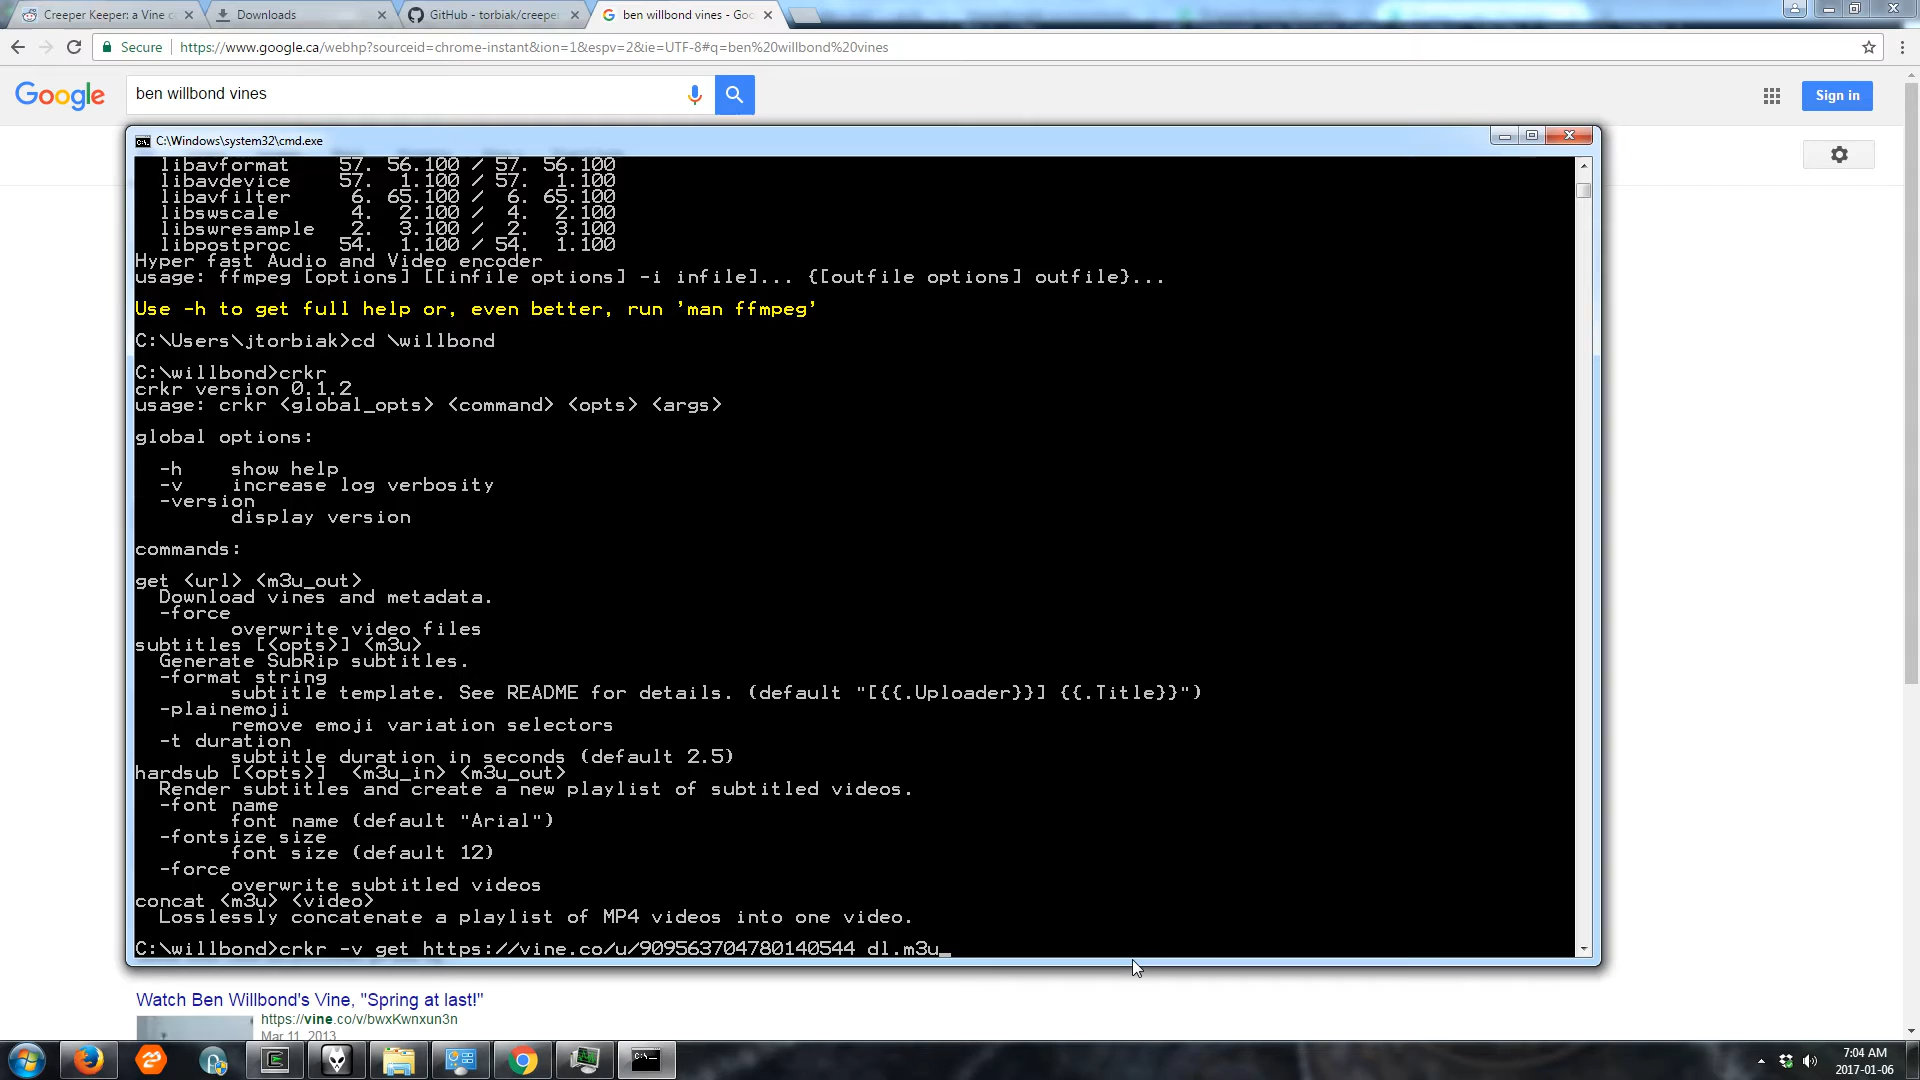 Creeper Keeper: a Vine c
Downloads
GitHub - torbiak/creepe
ben willbond vines - Goo
Secure https://www.google.ca/webhp?sourceid=chrome-instant&ion=1&espv=2&ie=UTF-8#q=ben%20willbond%20vines
Google
ben willbond vines
Sign in
C:\Windows\system32\cmd.exe
libavformat 57. 56.100 / 57. 56.100
libavdevice 57. 1.100 / 57. 1.100
libavfilter 6. 65.100 / 6. 65.100
libswscale 4. 2.100 / 4. 2.100
libswresample 2. 3.100 / 2. 3.100
libpostproc 54. 1.100 / 54. 1.100
Hyper fast Audio and Video encoder
usage: ffmpeg [options] [[infile options] -i infile]... {[outfile options] outfile}...
Use -h to get full help or, even better, run 'man ffmpeg'
C:\Users\jtorbiak>cd \willbond
C:\willbond>crkr
crkr version 0.1.2
usage: crkr <global_opts> <command> <opts> <args>
global options:
-h show help
-v increase log verbosity
-version
display version
commands:
get <url> <m3u_out>
Download vines and metadata.
-force
overwrite video files
subtitles [<opts>] <m3u>
Generate SubRip subtitles.
-format string
subtitle template. See README for details. (default "[{{.Uploader}}] {{.Title}}")
-plainemoji
remove emoji variation selectors
-t duration
subtitle duration in seconds (default 2.5)
hardsub [<opts>] <m3u_in> <m3u_out>
Render subtitles and create a new playlist of subtitled videos.
-font name
font name (default "Arial")
-fontsize size
font size (default 12)
-force
overwrite subtitled videos
concat <m3u> <video>
Losslessly concatenate a playlist of MP4 videos into one video.
C:\willbond>crkr -v get https://vine.co/u/909563704780140544 dl.m3u_
Watch Ben Willbond's Vine, "Spring at last!"
https://vine.co/v/bwxKwnxun3n
Mar 11, 2013
7:04 AM
2017-01-06